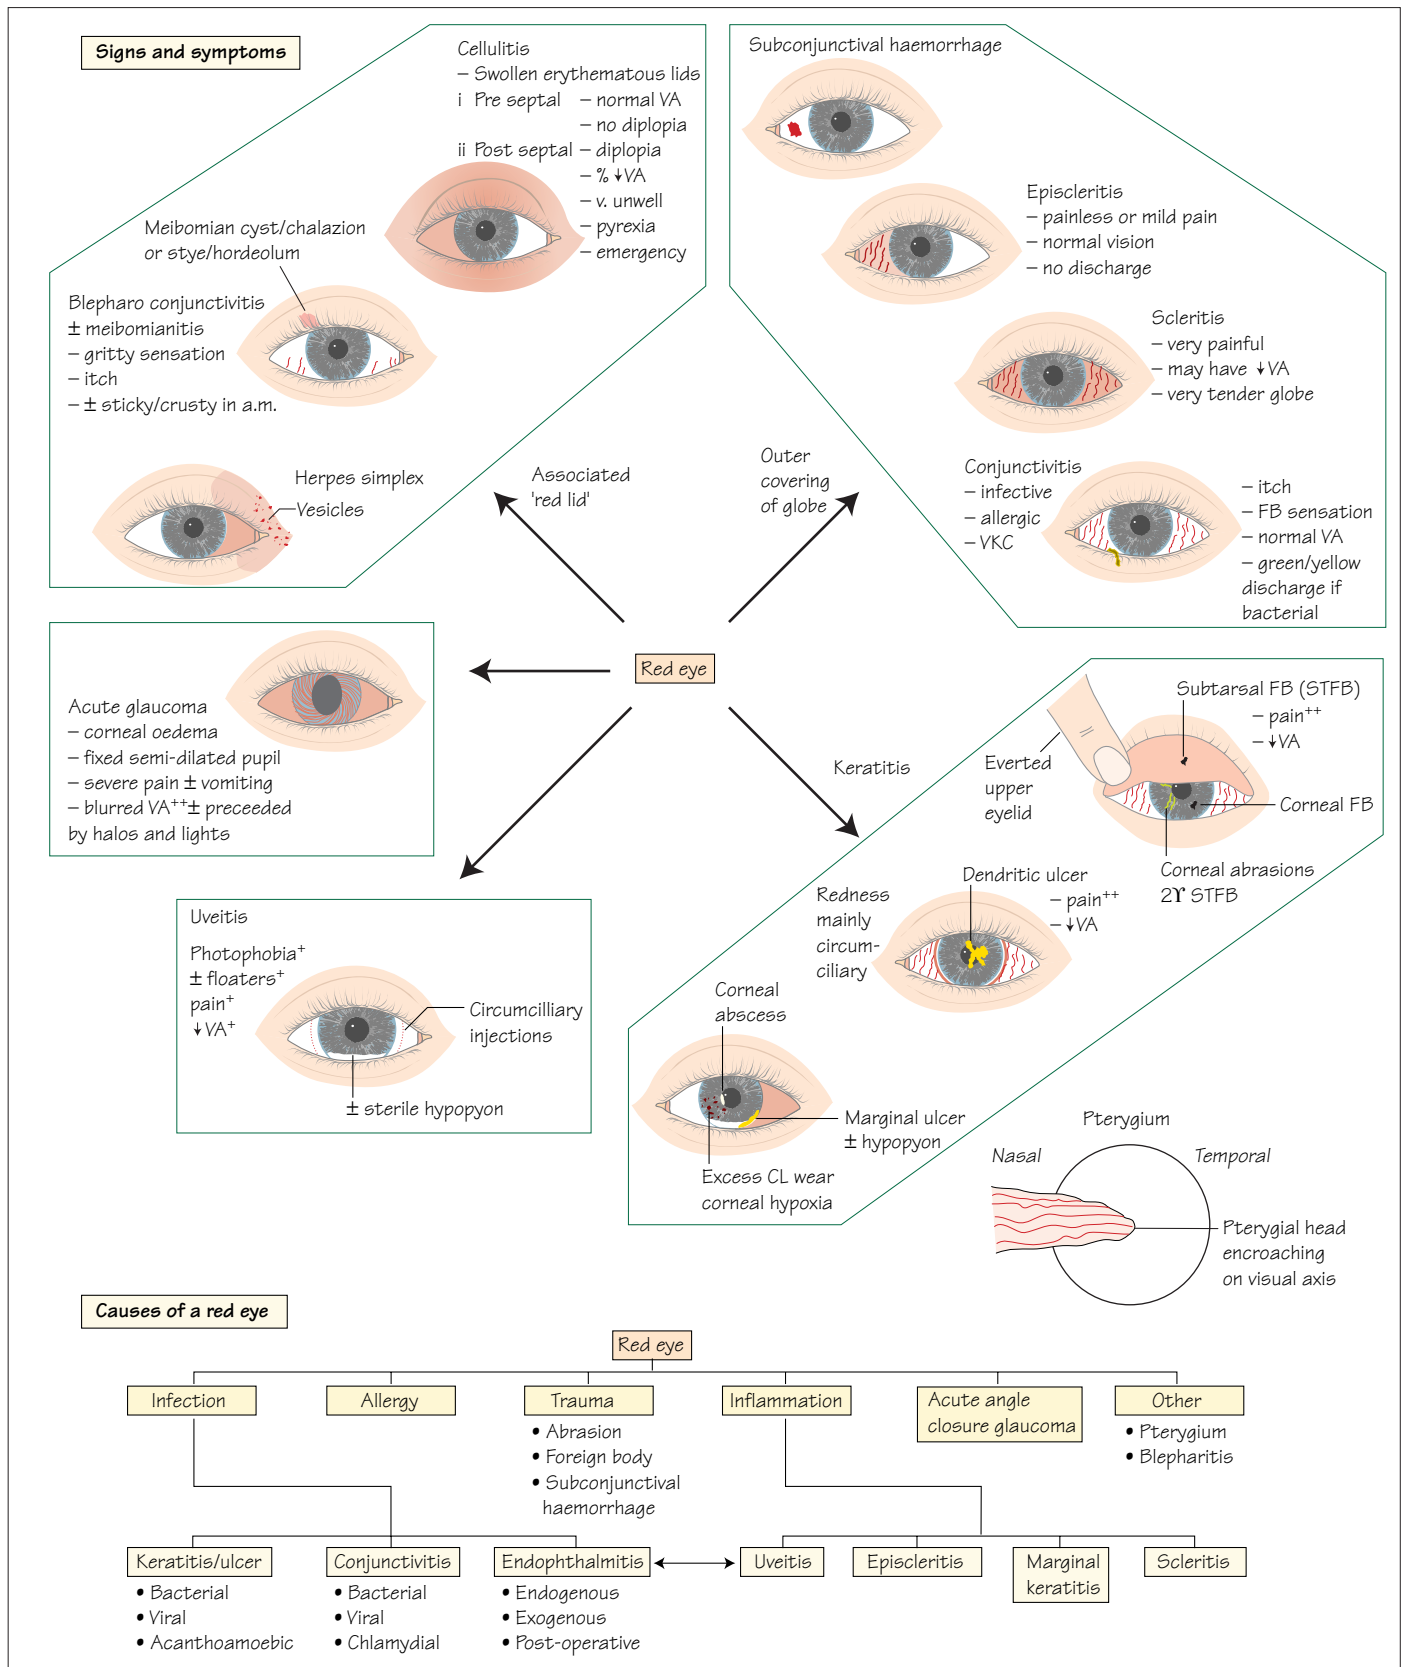 Signs and symptoms
Cellulitis
– Swollen erythematous lids
i Pre septal – normal VA
– no diplopia
ii Post septal – diplopia
– % ↓VA
– v. unwell
– pyrexia
– emergency
Meibomian cyst/chalazion
or stye/hordeolum
Blepharo conjunctivitis
± meibomianitis
– gritty sensation
– itch
– ± sticky/crusty in a.m.
Herpes simplex
Vesicles
Associated
'red lid'
Subconjunctival haemorrhage
Episcleritis
– painless or mild pain
– normal vision
– no discharge
Scleritis
– very painful
– may have ↓VA
– very tender globe
Conjunctivitis
– infective
– allergic
– VKC
– itch
– FB sensation
– normal VA
– green/yellow
discharge if
bacterial
Outer
covering
of globe
Red eye
Acute glaucoma
– corneal oedema
– fixed semi-dilated pupil
– severe pain ± vomiting
– blurred VA++± preceeded
by halos and lights
Uveitis
Photophobia+
± floaters+
pain+
↓VA+
Circumcilliary
injections
± sterile hypopyon
Keratitis
Subtarsal FB (STFB)
– pain++
– ↓VA
Everted
upper
eyelid
Corneal FB
Corneal abrasions
2ϒ STFB
Dendritic ulcer
– pain++
– ↓VA
Redness
mainly
circum-
ciliary
Corneal
abscess
Marginal ulcer
± hypopyon
Excess CL wear
corneal hypoxia
Pterygium
Nasal
Temporal
Pterygial head
encroaching
on visual axis
Causes of a red eye
Red eye
Infection
Allergy
Trauma
• Abrasion
• Foreign body
• Subconjunctival
haemorrhage
Inflammation
Acute angle
closure glaucoma
Other
• Pterygium
• Blepharitis
Keratitis/ulcer
• Bacterial
• Viral
• Acanthoamoebic
Conjunctivitis
• Bacterial
• Viral
• Chlamydial
Endophthalmitis
• Endogenous
• Exogenous
• Post-operative
Uveitis
Episcleritis
Marginal
keratitis
Scleritis